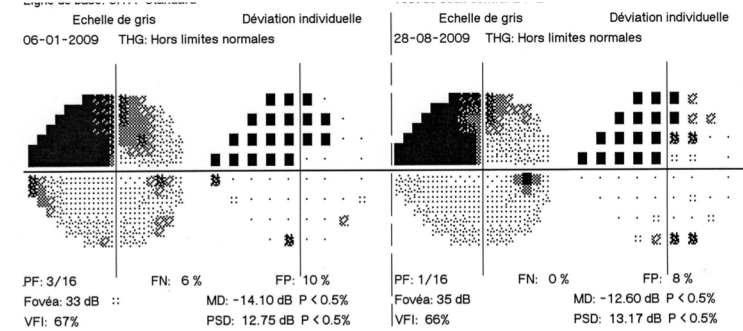 Echelle de gris Déviation individuelle
06-01-2009 THG: Hors limites normales
PF: 3/16 FN: 6 % FP: 10 %
Fovéa: 33 dB :: MD: -14.10 dB P < 0.5%
VFI: 67% PSD: 12.75 dB P < 0.5%
Echelle de gris Déviation individuelle
28-08-2009 THG: Hors limites normales
PF: 1/16 FN: 0 % FP: 8 %
Fovéa: 35 dB MD: -12.60 dB P < 0.5%
VFI: 66% PSD: 13.17 dB P < 0.5%